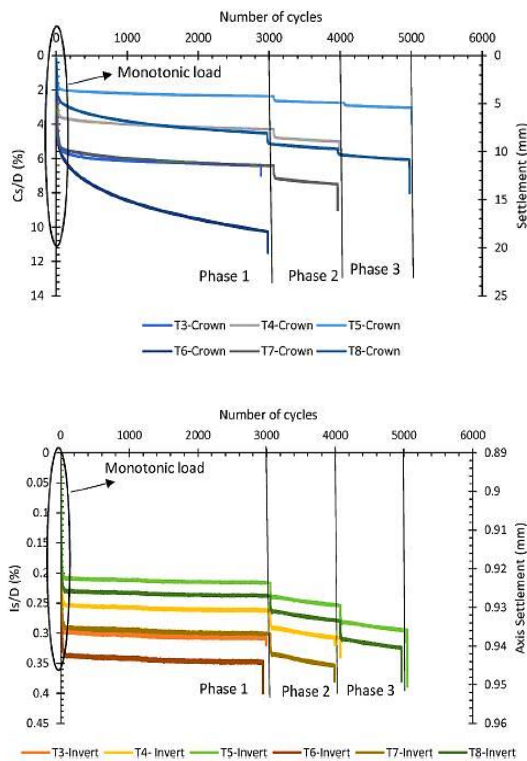 Number of cycles
0 1000 2000 3000 4000 5000 6000
0
2
4
6
8
10
12
14
Cs/D (%)
Monotonic load
Phase 1 Phase 2 Phase 3
0
5
10
15
20
25
Settlement (mm)
T3-Crown T4-Crown T5-Crown
T6-Crown T7-Crown T8-Crown
Number of cycles
0 1000 2000 3000 4000 5000 6000
0
0.05
0.1
0.15
0.2
0.25
0.3
0.35
0.4
0.45
Is/D (%)
Monotonic load
Phase 1 Phase 2 Phase 3
0.89
0.9
0.91
0.92
0.93
0.94
0.95
0.96
Axis Settlement (mm)
T3-Invert T4- Invert T5-Invert T6-Invert T7-Invert T8-Invert